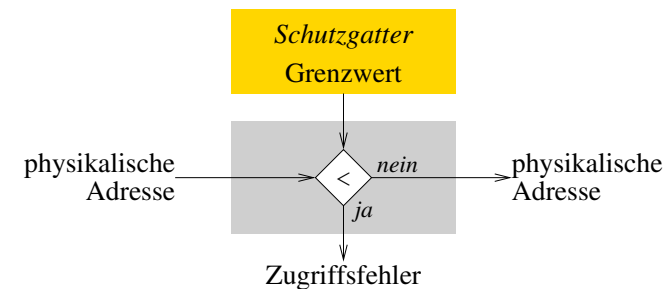 Schutzgatter
Grenzwert
physikalische
Adresse
<
nein
ja
physikalische
Adresse
Zugriffsfehler